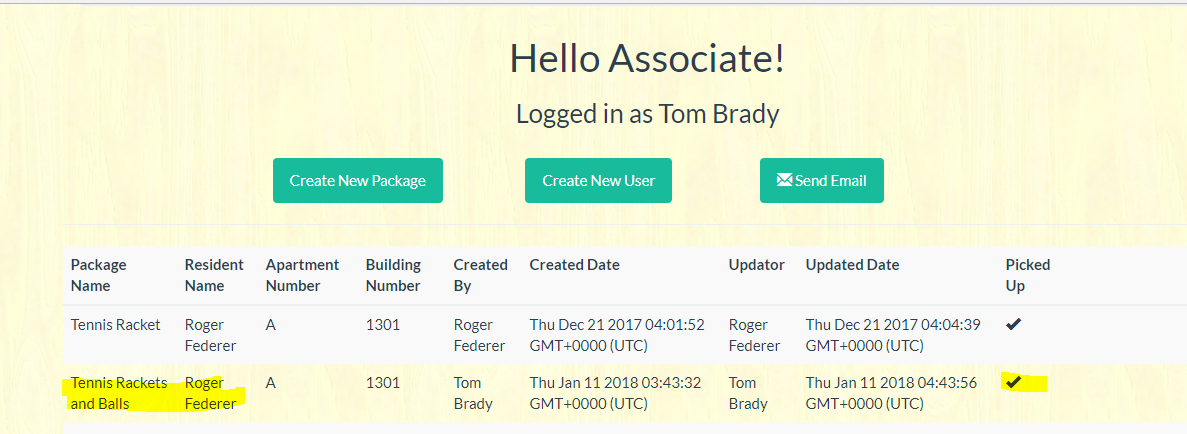 Hello Associate!
Logged in as Tom Brady
Create New Package
Create New User
Send Email
Package Name
Resident Name
Apartment Number
Building Number
Created By
Created Date
Updator
Updated Date
Picked Up
Tennis Racket
Roger Federer
A
1301
Roger Federer
Thu Dec 21 2017 04:01:52 GMT+0000 (UTC)
Roger Federer
Thu Dec 21 2017 04:04:39 GMT+0000 (UTC)
Tennis Rackets and Balls
Roger Federer
A
1301
Tom Brady
Thu Jan 11 2018 03:43:32 GMT+0000 (UTC)
Tom Brady
Thu Jan 11 2018 04:43:56 GMT+0000 (UTC)